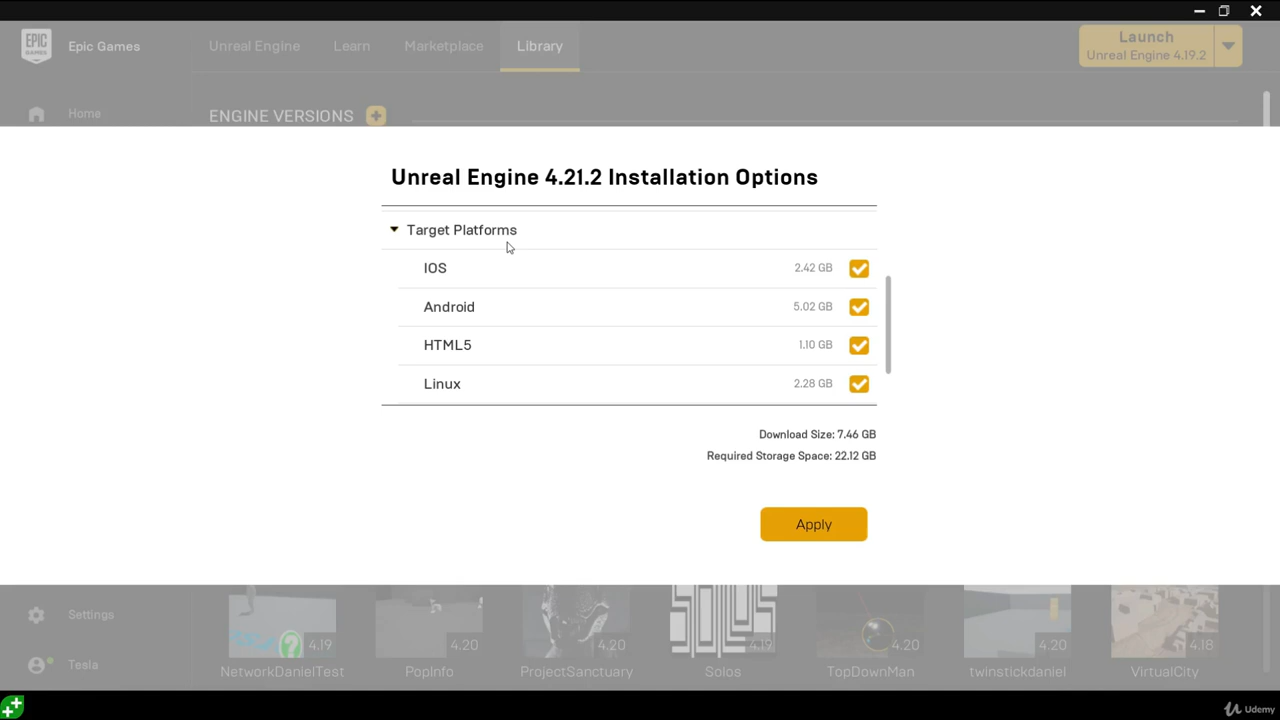 EPIC
GAMES
Epic Games
Unreal Engine
Learn
Marketplace
Library
Launch
Unreal Engine 4.19.2
Home
ENGINE VERSIONS
Unreal Engine 4.21.2 Installation Options
Target Platforms
IOS 2.42 GB
Android 5.02 GB
HTML5 1.10 GB
Linux 2.28 GB
Download Size: 7.46 GB
Required Storage Space: 22.12 GB
Apply
Settings
Tesla
4.19
4.20
4.20
4.19
4.20
4.20
4.18
NetworkDanielTest
PopInfo
ProjectSanctuary
Solos
TopDownMan
twinstickdaniel
VirtualCity
Udemy